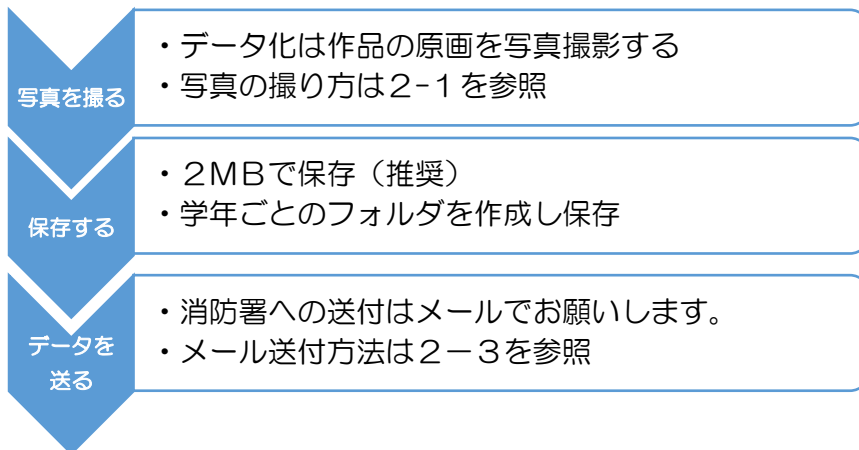 写真を撮る
・データ化は作品の原画を写真撮影する
・写真の撮り方は２-１を参照
保存する
・２ＭＢで保存（推奨）
・学年ごとのフォルダを作成し保存
データを
送る
・消防署への送付はメールでお願いします。
・メール送付方法は２－３を参照